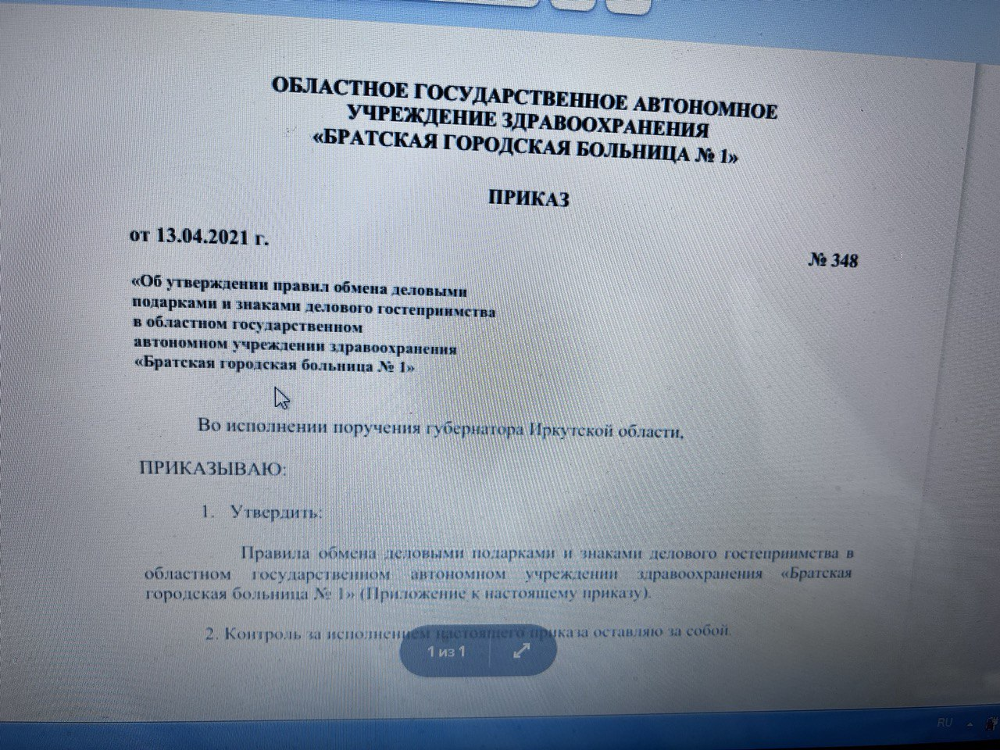 ОБЛАСТНОЕ ГОСУДАРСТВЕННОЕ АВТОНОМНОЕ
УЧРЕЖДЕНИЕ ЗДРАВООХРАНЕНИЯ
«БРАТСКАЯ ГОРОДСКАЯ БОЛЬНИЦА № 1»
ПРИКАЗ
от 13.04.2021 г.
№ 348
«Об утверждении правил обмена деловыми
подарками и знаками делового гостеприимства
в областном государственном
автономном учреждении здравоохранения
«Братская городская больница № 1»
Во исполнении поручения губернатора Иркутской области,
ПРИКАЗЫВАЮ:
1. Утвердить:
Правила обмена деловыми подарками и знаками делового гостеприимства в
областном государственном автономном учреждении здравоохранения «Братская
городская больница № 1» (Приложение к настоящему приказу).
2. Контроль за исполнением настоящего приказа оставляю за собой.
1 из 1
RU